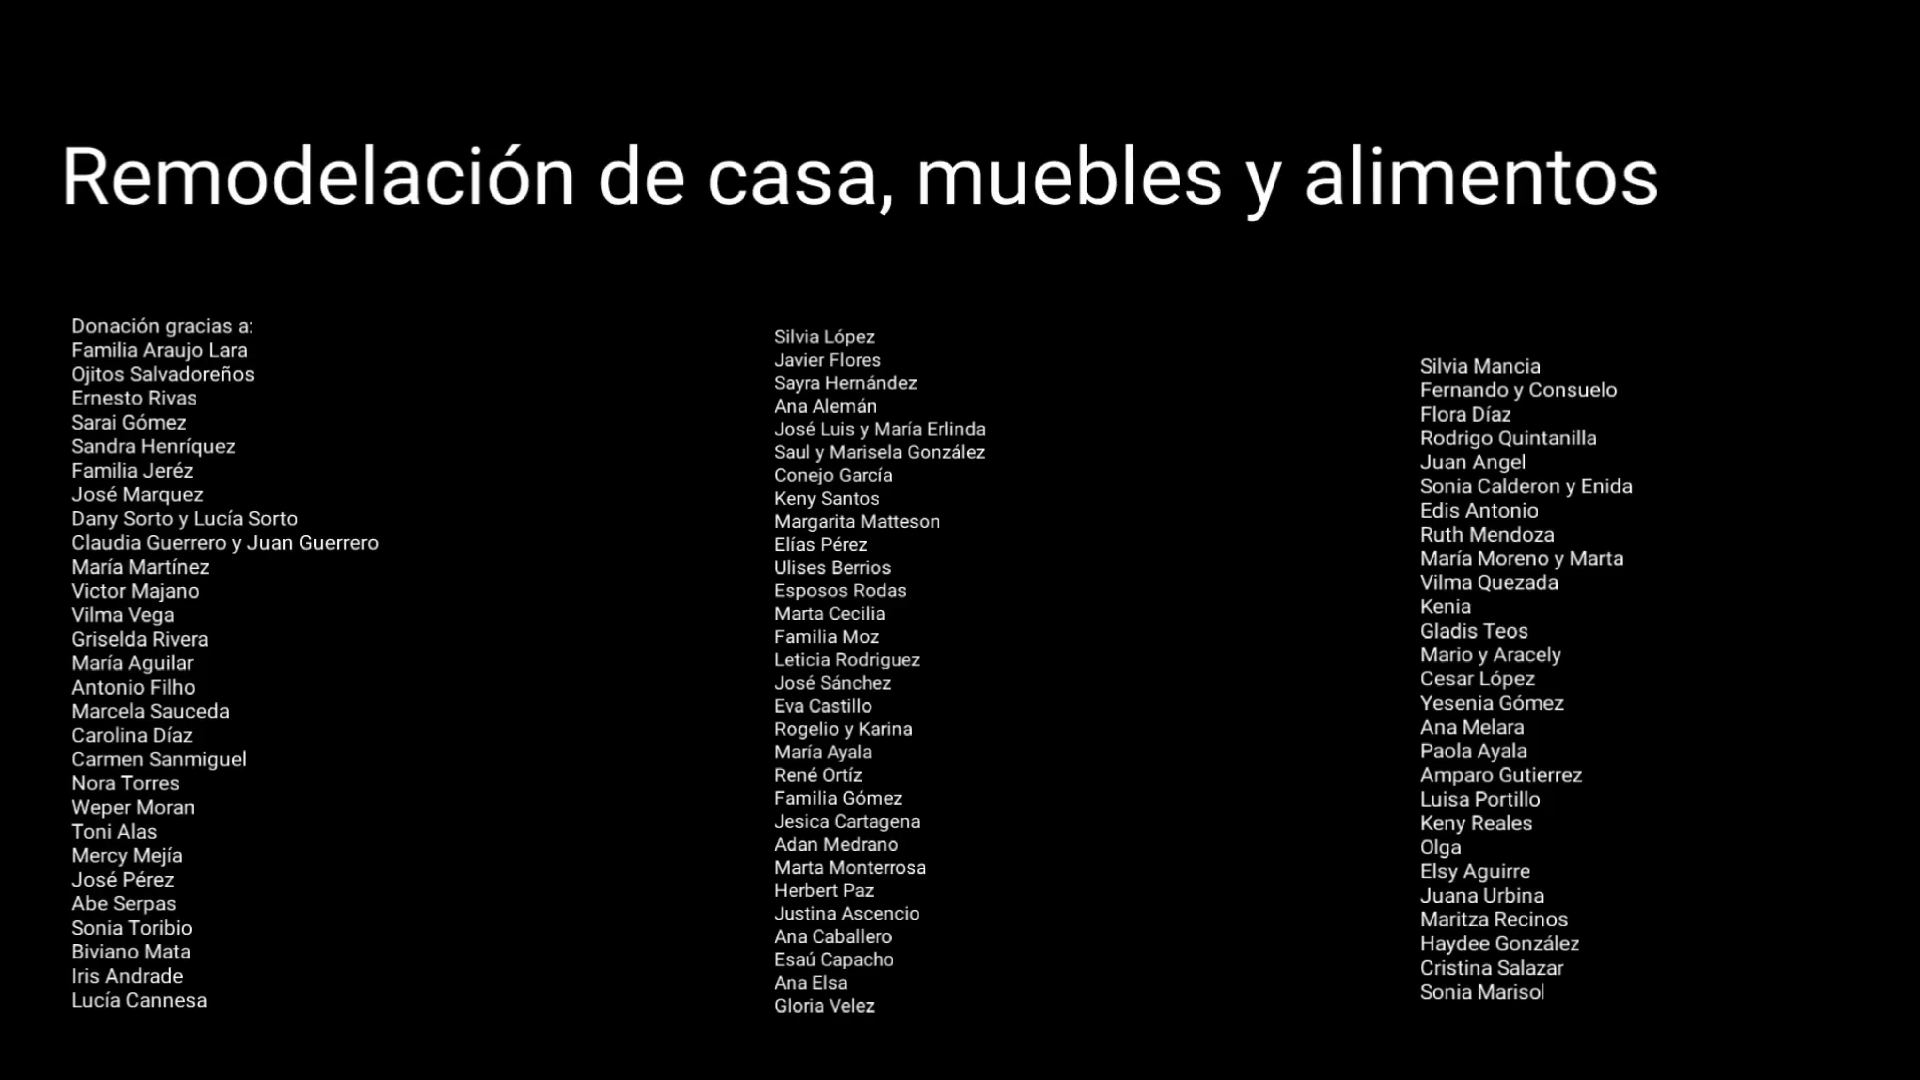 Remodelación de casa, muebles y alimentos
Donación gracias a:
Familia Araujo Lara
Ojitos Salvadoreños
Ernesto Rivas
Sarai Gómez
Sandra Henríquez
Familia Jeréz
José Marquez
Dany Sorto y Lucía Sorto
Claudia Guerrero y Juan Guerrero
María Martínez
Victor Majano
Vilma Vega
Griselda Rivera
María Aguilar
Antonio Filho
Marcela Sauceda
Carolina Díaz
Carmen Sanmiguel
Nora Torres
Weper Moran
Toni Alas
Mercy Mejía
José Pérez
Abe Serpas
Sonia Toribio
Biviano Mata
Iris Andrade
Lucía Cannesa
Silvia López
Javier Flores
Sayra Hernández
Ana Alemán
José Luis y María Erlinda
Saul y Marisela González
Conejo García
Keny Santos
Margarita Matteson
Elías Pérez
Ulises Berrios
Esposos Rodas
Marta Cecilia
Familia Moz
Leticia Rodriguez
José Sánchez
Eva Castillo
Rogelio y Karina
María Ayala
René Ortíz
Familia Gómez
Jesica Cartagena
Adan Medrano
Marta Monterrosa
Herbert Paz
Justina Ascencio
Ana Caballero
Esaú Capacho
Ana Elsa
Gloria Velez
Silvia Mancia
Fernando y Consuelo
Flora Díaz
Rodrigo Quintanilla
Juan Angel
Sonia Calderon y Enida
Edis Antonio
Ruth Mendoza
María Moreno y Marta
Vilma Quezada
Kenia
Gladis Teos
Mario y Aracely
Cesar López
Yesenia Gómez
Ana Melara
Paola Ayala
Amparo Gutierrez
Luisa Portillo
Keny Reales
Olga
Elsy Aguirre
Juana Urbina
Maritza Recinos
Haydee González
Cristina Salazar
Sonia Marisol